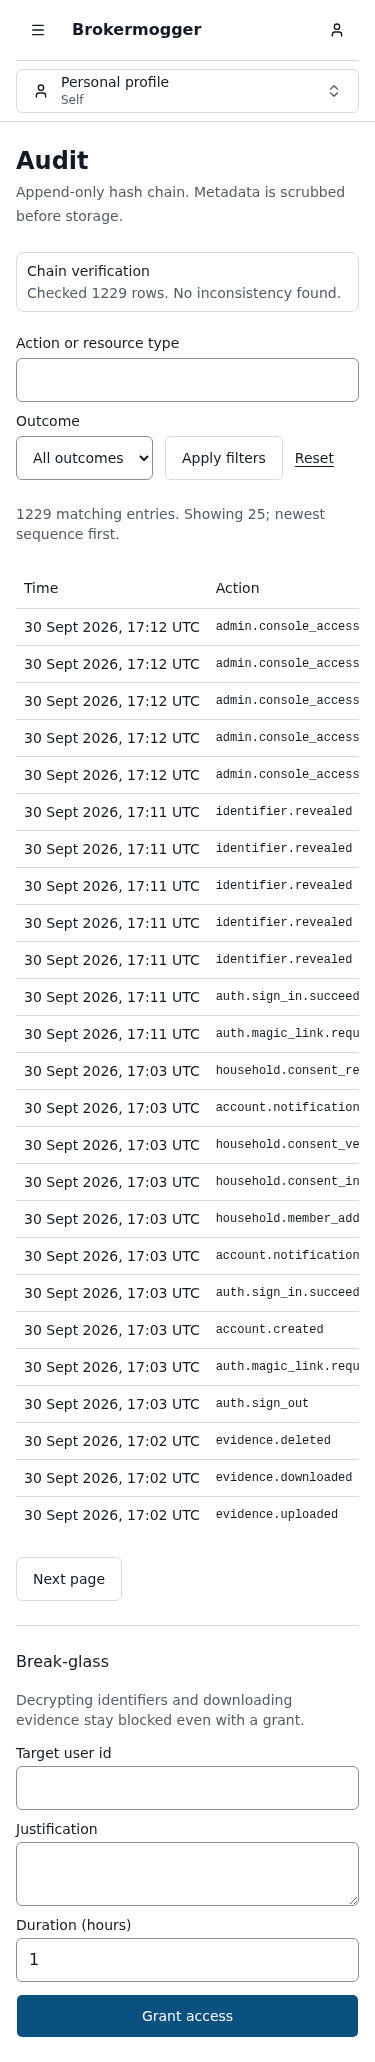 Brokermogger
Personal profile
Self
Audit
Append-only hash chain. Metadata is scrubbed
before storage.
Chain verification
Checked 1229 rows. No inconsistency found.
Action or resource type
Outcome
All outcomes Apply filters Reset
1229 matching entries. Showing 25; newest
sequence first.
Time Action
30 Sept 2026, 17:12 UTC admin.console_access
30 Sept 2026, 17:12 UTC admin.console_access
30 Sept 2026, 17:12 UTC admin.console_access
30 Sept 2026, 17:12 UTC admin.console_access
30 Sept 2026, 17:12 UTC admin.console_access
30 Sept 2026, 17:11 UTC identifier.revealed
30 Sept 2026, 17:11 UTC identifier.revealed
30 Sept 2026, 17:11 UTC identifier.revealed
30 Sept 2026, 17:11 UTC identifier.revealed
30 Sept 2026, 17:11 UTC identifier.revealed
30 Sept 2026, 17:11 UTC auth.sign_in.succeed
30 Sept 2026, 17:11 UTC auth.magic_link.requ
30 Sept 2026, 17:03 UTC household.consent_re
30 Sept 2026, 17:03 UTC account.notification
30 Sept 2026, 17:03 UTC household.consent_ve
30 Sept 2026, 17:03 UTC household.consent_in
30 Sept 2026, 17:03 UTC household.member_add
30 Sept 2026, 17:03 UTC account.notification
30 Sept 2026, 17:03 UTC auth.sign_in.succeed
30 Sept 2026, 17:03 UTC account.created
30 Sept 2026, 17:03 UTC auth.magic_link.requ
30 Sept 2026, 17:03 UTC auth.sign_out
30 Sept 2026, 17:02 UTC evidence.deleted
30 Sept 2026, 17:02 UTC evidence.downloaded
30 Sept 2026, 17:02 UTC evidence.uploaded
Next page
Break-glass
Decrypting identifiers and downloading
evidence stay blocked even with a grant.
Target user id
Justification
Duration (hours)
1
Grant access